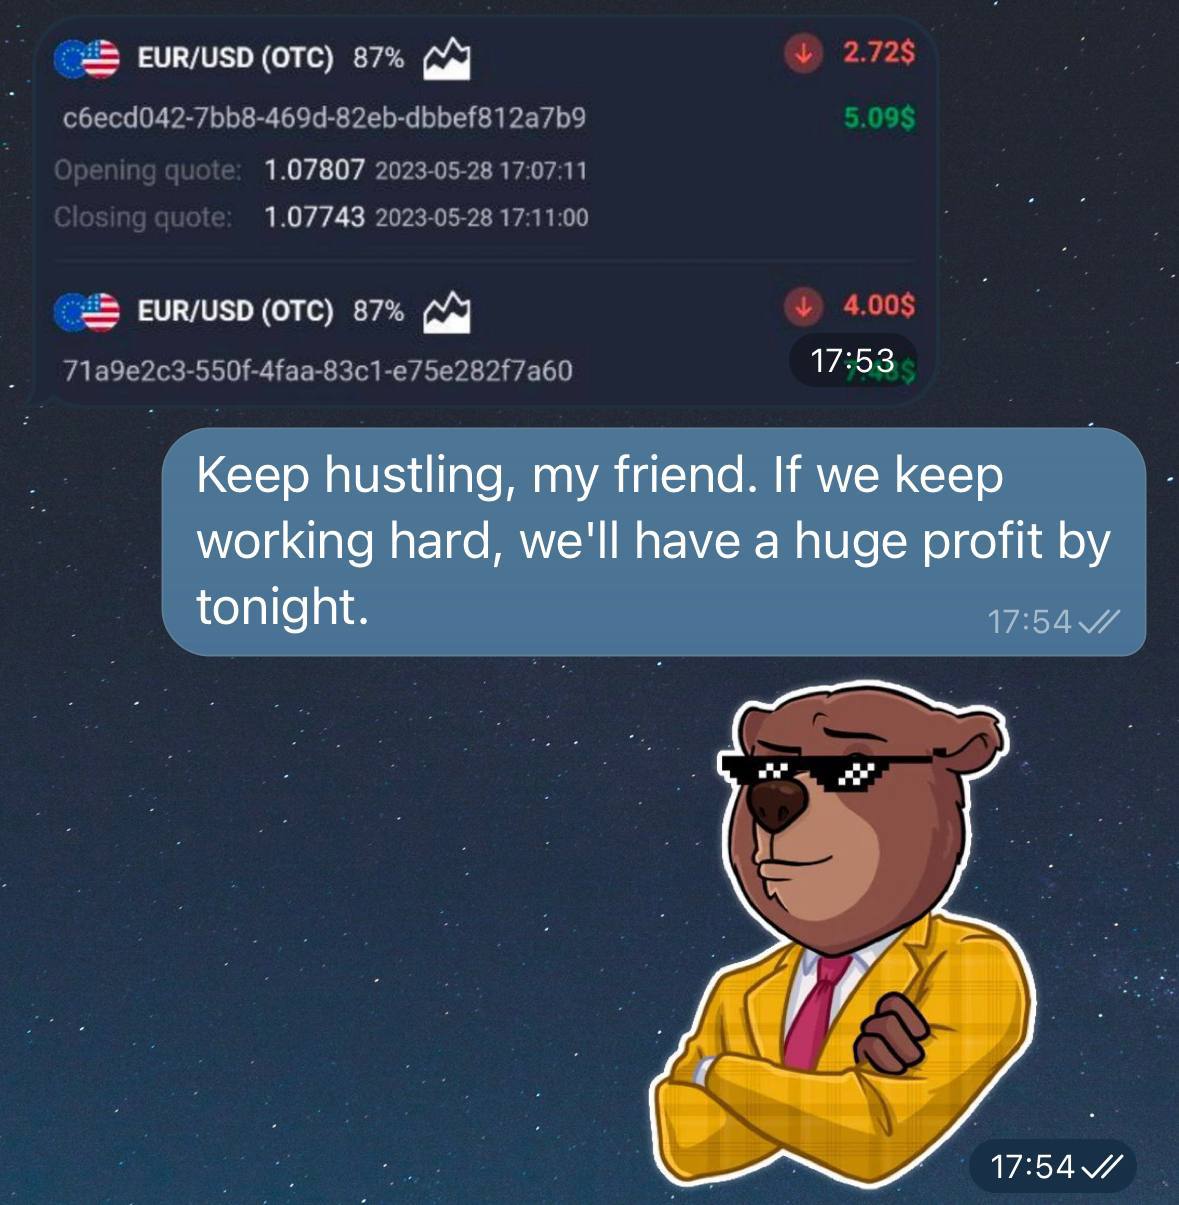 EUR/USD (OTC) 87% 2.72$
c6ecd042-7bb8-469d-82eb-dbbef812a7b9 5.09$
Opening quote: 1.07807 2023-05-28 17:07:11
Closing quote: 1.07743 2023-05-28 17:11:00
EUR/USD (OTC) 87% 4.00$
71a9e2c3-550f-4faa-83c1-e75e282f7a60
17:53
Keep hustling, my friend. If we keep
working hard, we'll have a huge profit by
tonight.
17:54
17:54